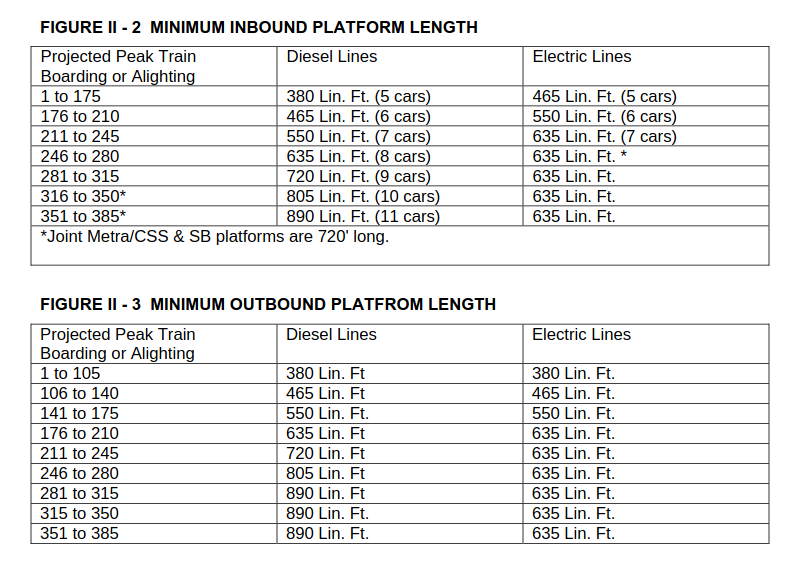 FIGURE II - 2  MINIMUM INBOUND PLATFORM LENGTH
Projected Peak Train Boarding or Alighting Diesel Lines Electric Lines
1 to 175 380 Lin. Ft. (5 cars) 465 Lin. Ft. (5 cars)
176 to 210 465 Lin. Ft. (6 cars) 550 Lin. Ft. (6 cars)
211 to 245 550 Lin. Ft. (7 cars) 635 Lin. Ft. (7 cars)
246 to 280 635 Lin. Ft. (8 cars) 635 Lin. Ft. *
281 to 315 720 Lin. Ft. (9 cars) 635 Lin. Ft.
316 to 350* 805 Lin. Ft. (10 cars) 635 Lin. Ft.
351 to 385* 890 Lin. Ft. (11 cars) 635 Lin. Ft.
*Joint Metra/CSS & SB platforms are 720' long.
FIGURE II - 3  MINIMUM OUTBOUND PLATFROM LENGTH
Projected Peak Train Boarding or Alighting Diesel Lines Electric Lines
1 to 105 380 Lin. Ft 380 Lin. Ft.
106 to 140 465 Lin. Ft 465 Lin. Ft.
141 to 175 550 Lin. Ft. 550 Lin. Ft.
176 to 210 635 Lin. Ft 635 Lin. Ft.
211 to 245 720 Lin. Ft 635 Lin. Ft.
246 to 280 805 Lin. Ft 635 Lin. Ft.
281 to 315 890 Lin. Ft 635 Lin. Ft.
315 to 350 890 Lin. Ft. 635 Lin. Ft.
351 to 385 890 Lin. Ft. 635 Lin. Ft.